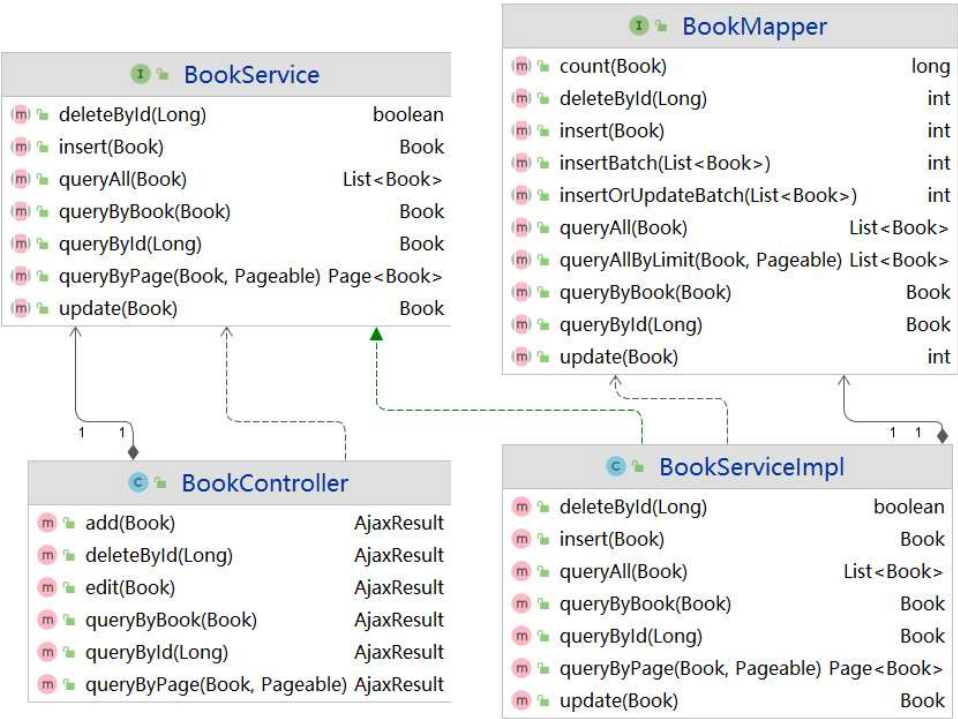 BookService
deleteById(Long) boolean
insert(Book) Book
queryAll(Book) List<Book>
queryByBook(Book) Book
queryById(Long) Book
queryByPage(Book, Pageable) Page<Book>
update(Book) Book
BookMapper
count(Book) long
deleteById(Long) int
insert(Book) int
insertBatch(List<Book>) int
insertOrUpdateBatch(List<Book>) int
queryAll(Book) List<Book>
queryAllByLimit(Book, Pageable) List<Book>
queryByBook(Book) Book
queryById(Long) Book
update(Book) int
1 1
1 1
BookController
add(Book) AjaxResult
deleteById(Long) AjaxResult
edit(Book) AjaxResult
queryByBook(Book) AjaxResult
queryById(Long) AjaxResult
queryByPage(Book, Pageable) AjaxResult
BookServiceImpl
deleteById(Long) boolean
insert(Book) Book
queryAll(Book) List<Book>
queryByBook(Book) Book
queryById(Long) Book
queryByPage(Book, Pageable) Page<Book>
update(Book) Book